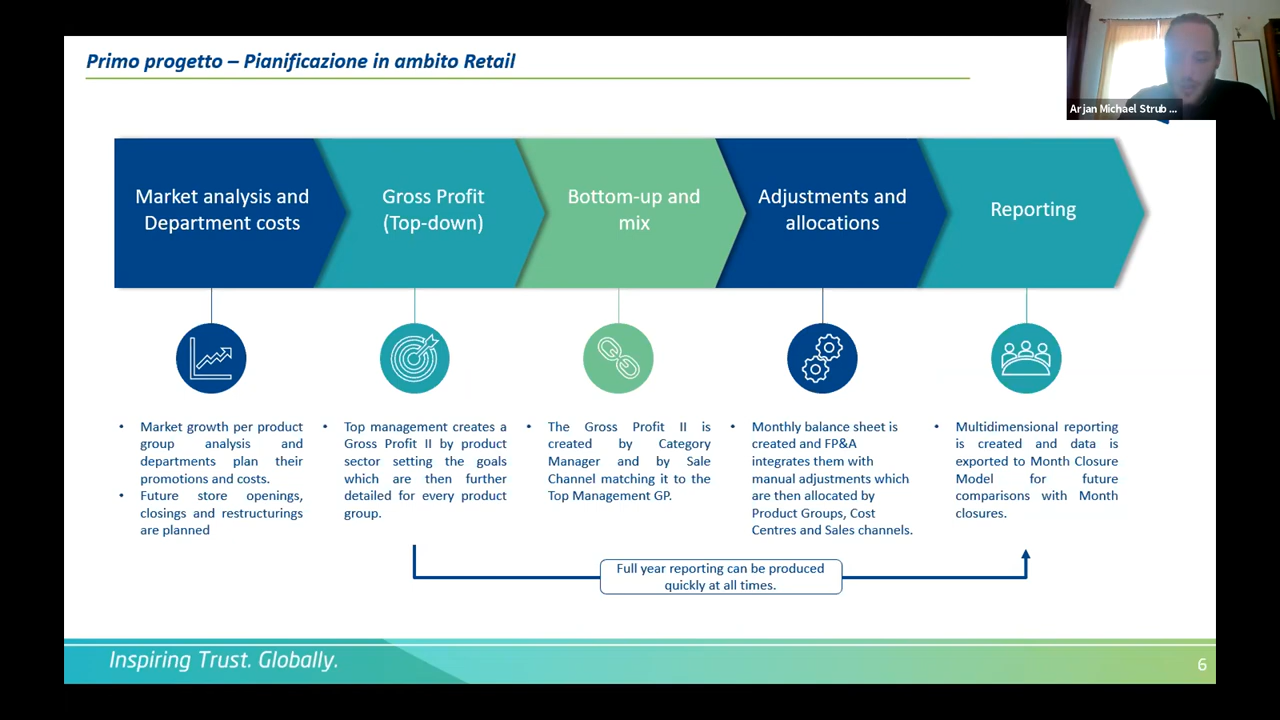 Primo progetto – Pianificazione in ambito Retail
Arjan Michael Strub ...
Market analysis and
Department costs
Gross Profit
(Top-down)
Bottom-up and
mix
Adjustments and
allocations
Reporting
• Market growth per product
group analysis and
departments plan their
promotions and costs.
• Future store openings,
closings and restructurings
are planned
• Top management creates a
Gross Profit II by product
sector setting the goals
which are then further
detailed for every product
group.
• The Gross Profit II is
created by Category
Manager and by Sale
Channel matching it to the
Top Management GP.
• Monthly balance sheet is
created and FP&A
integrates them with
manual adjustments which
are then allocated by
Product Groups, Cost
Centres and Sales channels.
• Multidimensional reporting
is created and data is
exported to Month Closure
Model for future
comparisons with Month
closures.
Full year reporting can be produced
quickly at all times.
Inspiring Trust. Globally.
6